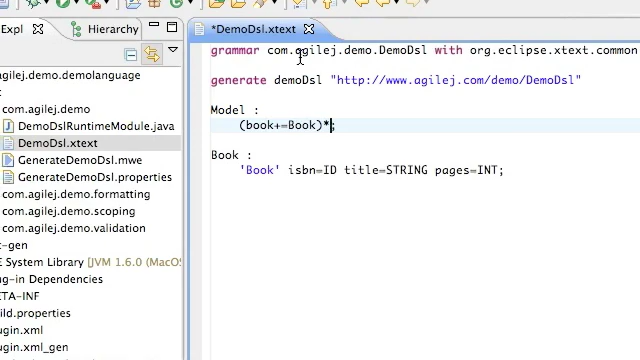 Expl
Hierarchy
*DemoDsl.xtext
agilej.demo.demolanguage
com.agilej.demo
DemoDslRuntimeModule.java
DemoDsl.xtext
GenerateDemoDsl.mwe
GenerateDemoDsl.properties
com.agilej.demo.formatting
com.agilej.demo.scoping
com.agilej.demo.validation
c-gen
E System Library [JVM 1.6.0 (MacOS
ug-in Dependencies
ETA-INF
uild.properties
ugin.xml
ugin.xml_gen
grammar com.agilej.demo.DemoDsl with org.eclipse.xtext.common
generate demoDsl "http://www.agilej.com/demo/DemoDsl"
Model :
(book+=Book)*;
Book :
'Book' isbn=ID title=STRING pages=INT;